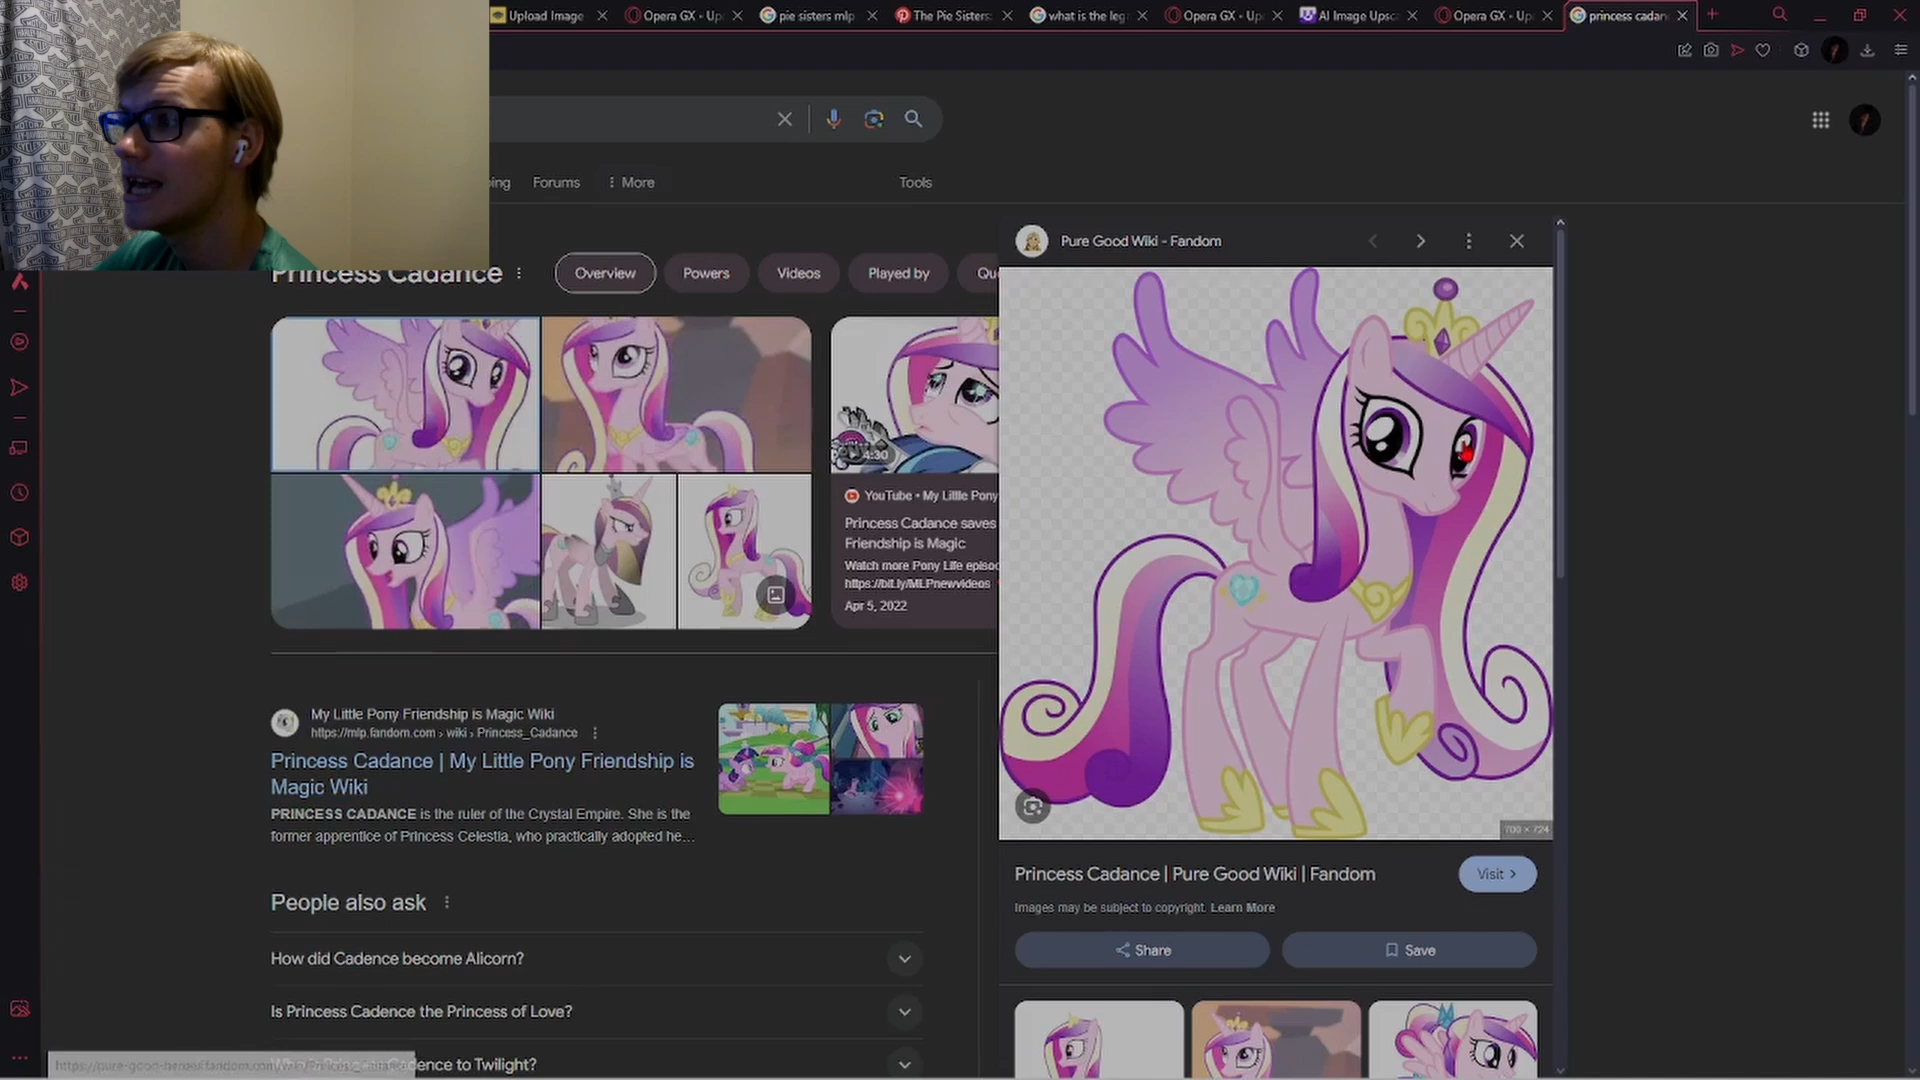 Upload Image
Opera GX - Up
pie sisters mlp
The Pie Sisters
what is the leg
Opera GX - Up
AI Image Upsc
Opera GX - Up
princess cadan
Forums
More
Tools
Princess Cadance
Overview
Powers
Videos
Played by
Qu
Pure Good Wiki - Fandom
4:30
YouTube • My Little Pony
Princess Cadance saves
Friendship is Magic
Watch more Pony Life episo
https://bit.ly/MLPnewvideos
Apr 5, 2022
700 × 724
My Little Pony Friendship is Magic Wiki
https://mlp.fandom.com › wiki › Princess_Cadance
Princess Cadance | My Little Pony Friendship is
Magic Wiki
PRINCESS CADANCE is the ruler of the Crystal Empire. She is the
former apprentice of Princess Celestia, who practically adopted he...
Princess Cadance | Pure Good Wiki | Fandom
Visit >
Images may be subject to copyright. Learn More
Share
Save
People also ask
How did Cadence become Alicorn?
Is Princess Cadence the Princess of Love?
dence to Twilight?